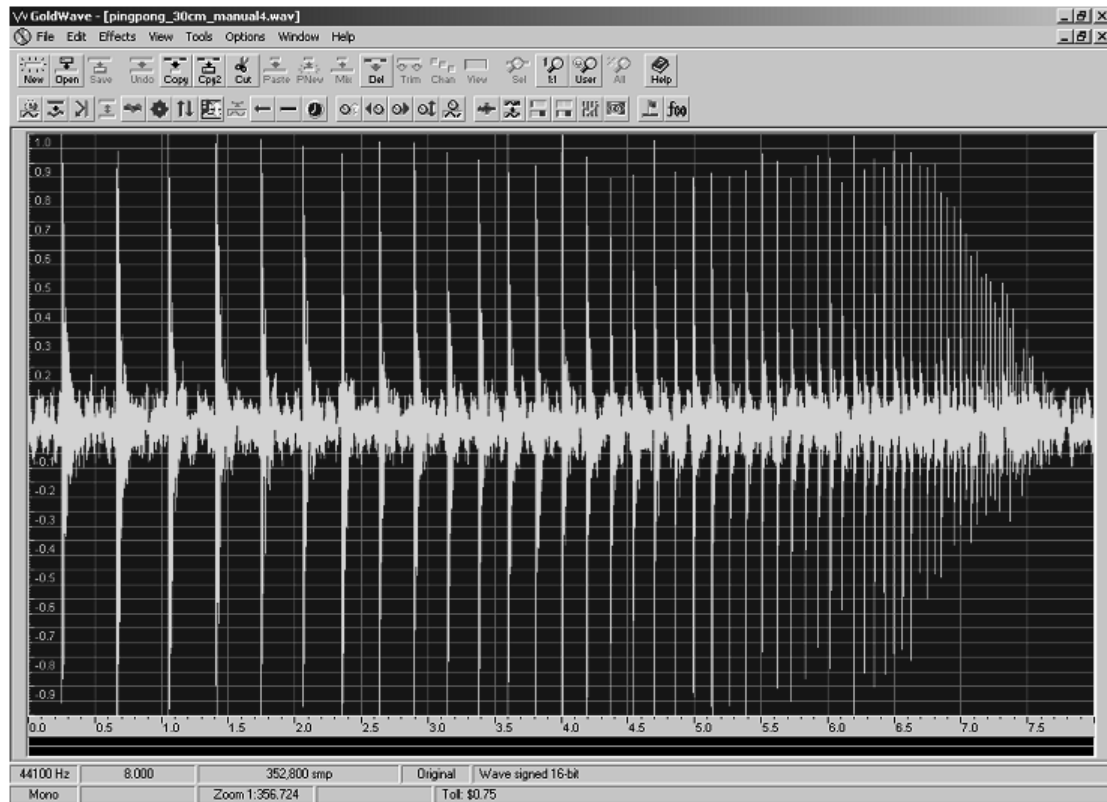 GoldWave - [pingpong_30cm_manual4.wav]
File Edit Effects View Tools Options Window Help
New Open Save Undo Copy Cpy2 Cut Paste PNew Mix Del Trim Chan View Sel 1:1 User All Help
f(x)
1.0
0.9
0.8
0.7
0.6
0.5
0.4
0.3
0.2
-0.1
-0.2
-0.3
-0.4
-0.5
-0.6
-0.7
-0.8
-0.9
0.0 0.5 1.0 1.5 2.0 2.5 3.0 3.5 4.0 4.5 5.0 5.5 6.0 6.5 7.0 7.5
44100 Hz 8.000 352,800 smp Original Wave signed 16-bit
Mono Zoom 1:356.724 Toll: $0.75